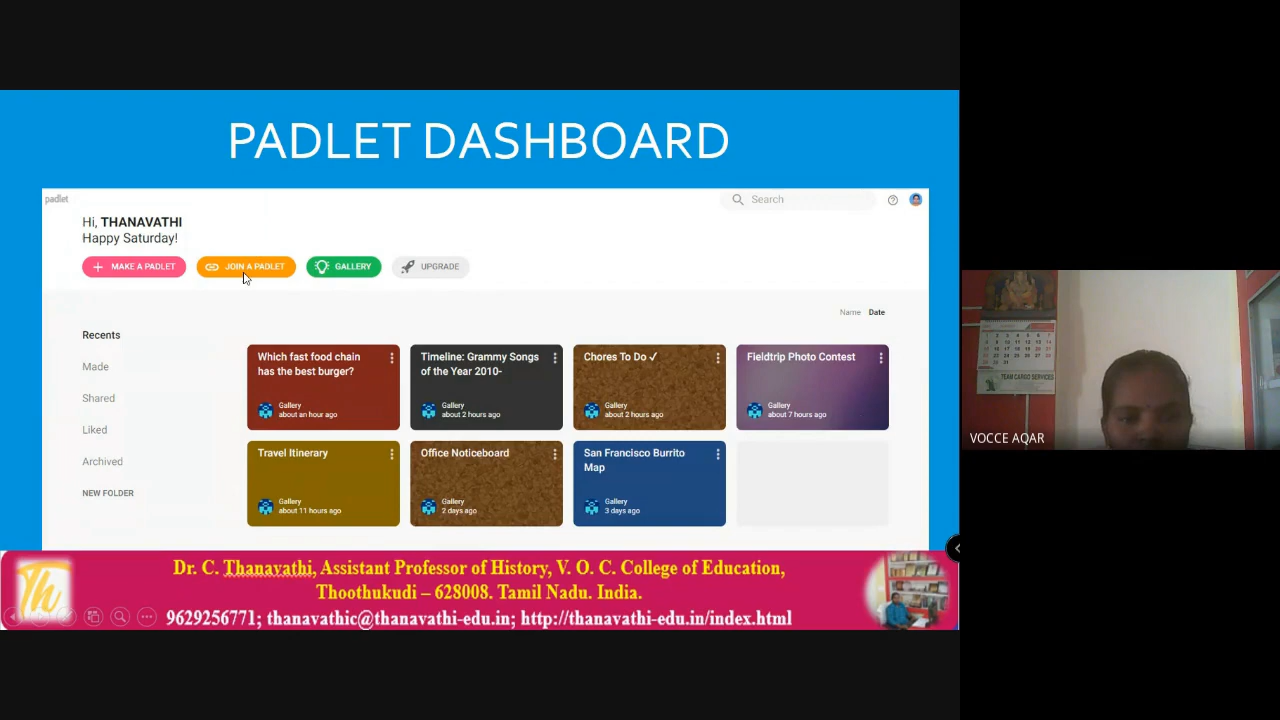 PADLET DASHBOARD
padlet
Search
Hi, THANAVATHI
Happy Saturday!
MAKE A PADLET
JOIN A PADLET
GALLERY
UPGRADE
Name Date
Recents
Made
Shared
Liked
Archived
NEW FOLDER
Which fast food chain
has the best burger?
Gallery
about an hour ago
Timeline: Grammy Songs
of the Year 2010-
Gallery
about 2 hours ago
Chores To Do ✓
Gallery
about 2 hours ago
Fieldtrip Photo Contest
Gallery
about 7 hours ago
Travel Itinerary
Gallery
about 11 hours ago
Office Noticeboard
Gallery
2 days ago
San Francisco Burrito
Map
Gallery
3 days ago
Th
Dr. C. Thanavathi, Assistant Professor of History, V. O. C. College of Education,
Thoothukudi – 628008. Tamil Nadu. India.
9629256771; thanavathic@thanavathi-edu.in; http://thanavathi-edu.in/index.html
TEAM CARGO SERVICES
VOCCE AQAR